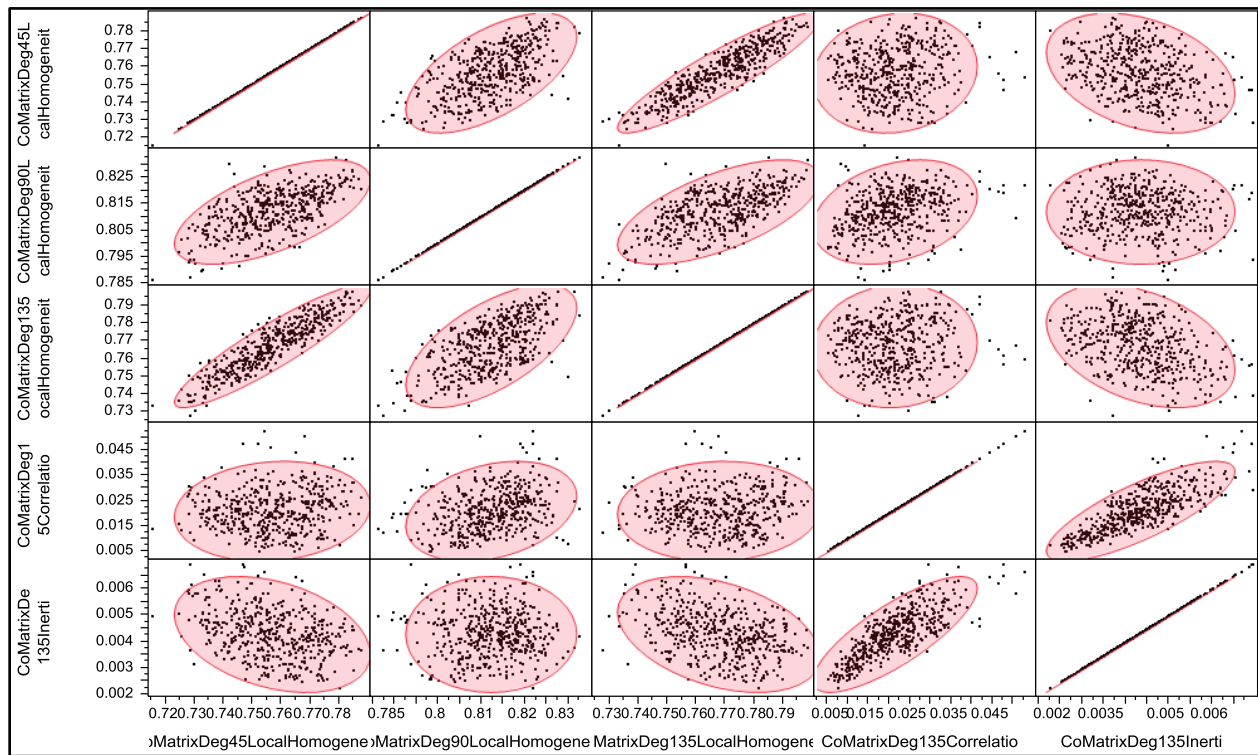 CoMatrixDeg45L
calHomogeneit
0.78
0.77
0.76
0.75
0.74
0.73
0.72
CoMatrixDeg90L
calHomogeneit
0.825
0.815
0.805
0.795
0.785
CoMatrixDeg135
ocalHomogeneit
0.79
0.78
0.77
0.76
0.75
0.74
0.73
CoMatrixDeg1
5Correlatio
0.045
0.035
0.025
0.015
0.005
CoMatrixDe
135Inerti
0.006
0.005
0.004
0.003
0.002
0.720.730.740.750.760.770.78
0.785 0.8 0.81 0.82 0.83
0.730.740.750.760.770.780.79
0.0050.015 0.025 0.035 0.045
0.002 0.0035 0.005 0.006
oMatrixDeg45LocalHomogene
oMatrixDeg90LocalHomogene
MatrixDeg135LocalHomogene
CoMatrixDeg135Correlatio
CoMatrixDeg135Inerti